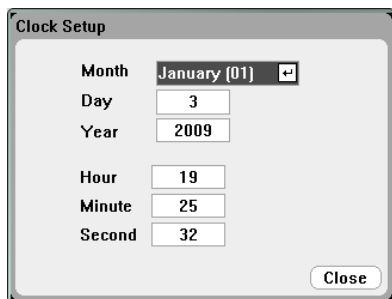 Clock Setup
Month January (01)
Day 3
Year 2009
Hour 19
Minute 25
Second 32
Close